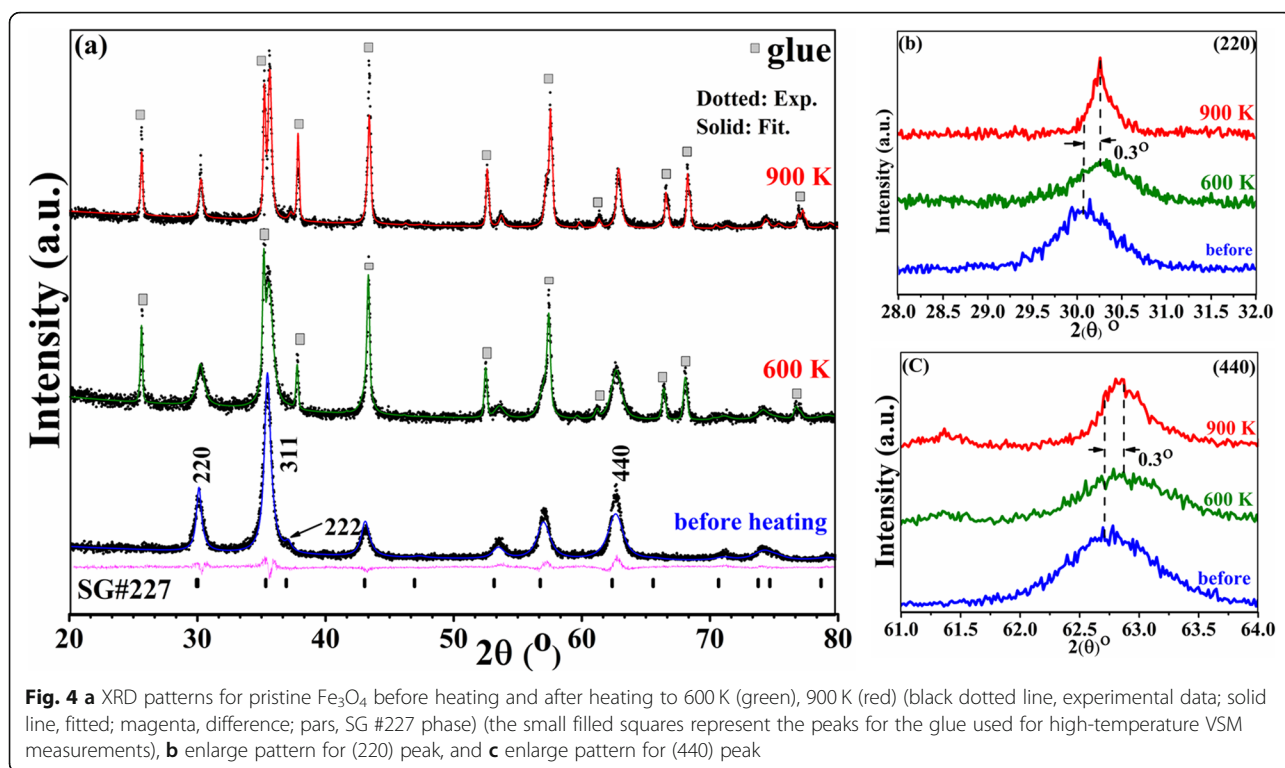 (a)
glue
Dotted: Exp.
Solid: Fit.
900 K
600 K
220
311
222
440
before heating
SG#227
20 30 40 50 60 70 80
2θ (º)
Intensity (a.u.)
(b)
(220)
900 K
0.3º
600 K
before
28.0 28.5 29.0 29.5 30.0 30.5 31.0 31.5 32.0
2(θ) º
Intensity (a.u.)
(C)
(440)
900 K
0.3º
600 K
before
61.0 61.5 62.0 62.5 63.0 63.5 64.0
2(θ)º
Intensity (a.u.)
Fig. 4 a XRD patterns for pristine Fe₃O₄ before heating and after heating to 600 K (green), 900 K (red) (black dotted line, experimental data; solid
line, fitted; magenta, difference; pars, SG #227 phase) (the small filled squares represent the peaks for the glue used for high-temperature VSM
measurements), b enlarge pattern for (220) peak, and c enlarge pattern for (440) peak